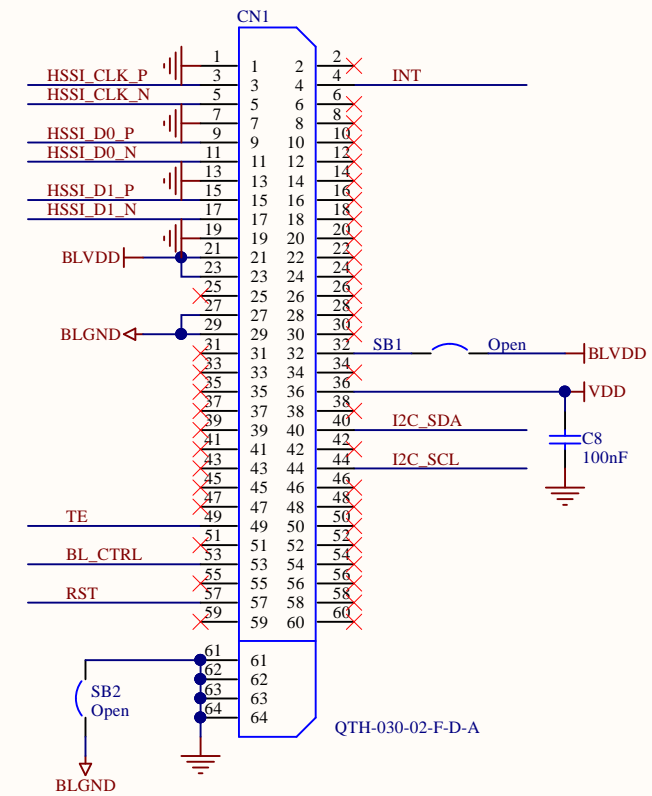 CN1
1 1 2 2
HSSI_CLK_P 3 3 4 4 INT
HSSI_CLK_N 5 5 6 6
7 7 8 8
HSSI_D0_P 9 9 10 10
HSSI_D0_N 11 11 12 12
13 13 14 14
HSSI_D1_P 15 15 16 16
HSSI_D1_N 17 17 18 18
19 19 20 20
BLVDD 21 21 22 22
23 23 24 24
25 25 26 26
27 27 28 28
BLGND 29 29 30 30
31 31 32 32 SB1 Open BLVDD
33 33 34 34
35 35 36 36 VDD
37 37 38 38
39 39 40 40 I2C_SDA
41 41 42 42 C8
43 43 44 44 I2C_SCL 100nF
45 45 46 46
47 47 48 48
TE 49 49 50 50
51 51 52 52
BL_CTRL 53 53 54 54
55 55 56 56
RST 57 57 58 58
59 59 60 60
61 61
62 62
SB2 63 63
Open 64 64
QTH-030-02-F-D-A
BLGND